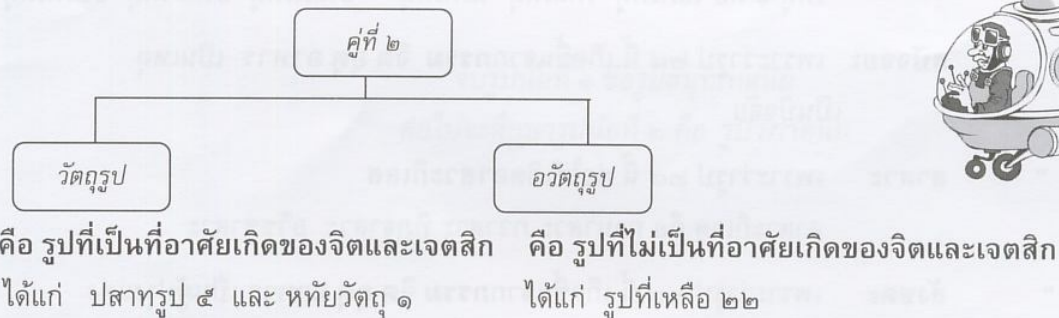 คู่ที่ ๒
วัตถุรูป
อวัตถุรูป
คือ รูปที่เป็นที่อาศัยเกิดของจิตและเจตสิก
คือ รูปที่ไม่เป็นที่อาศัยเกิดของจิตและเจตสิก
ได้แก่ ปสาทรูป ๕ และ หทัยวัตถุ ๑
ได้แก่ รูปที่เหลือ ๒๒